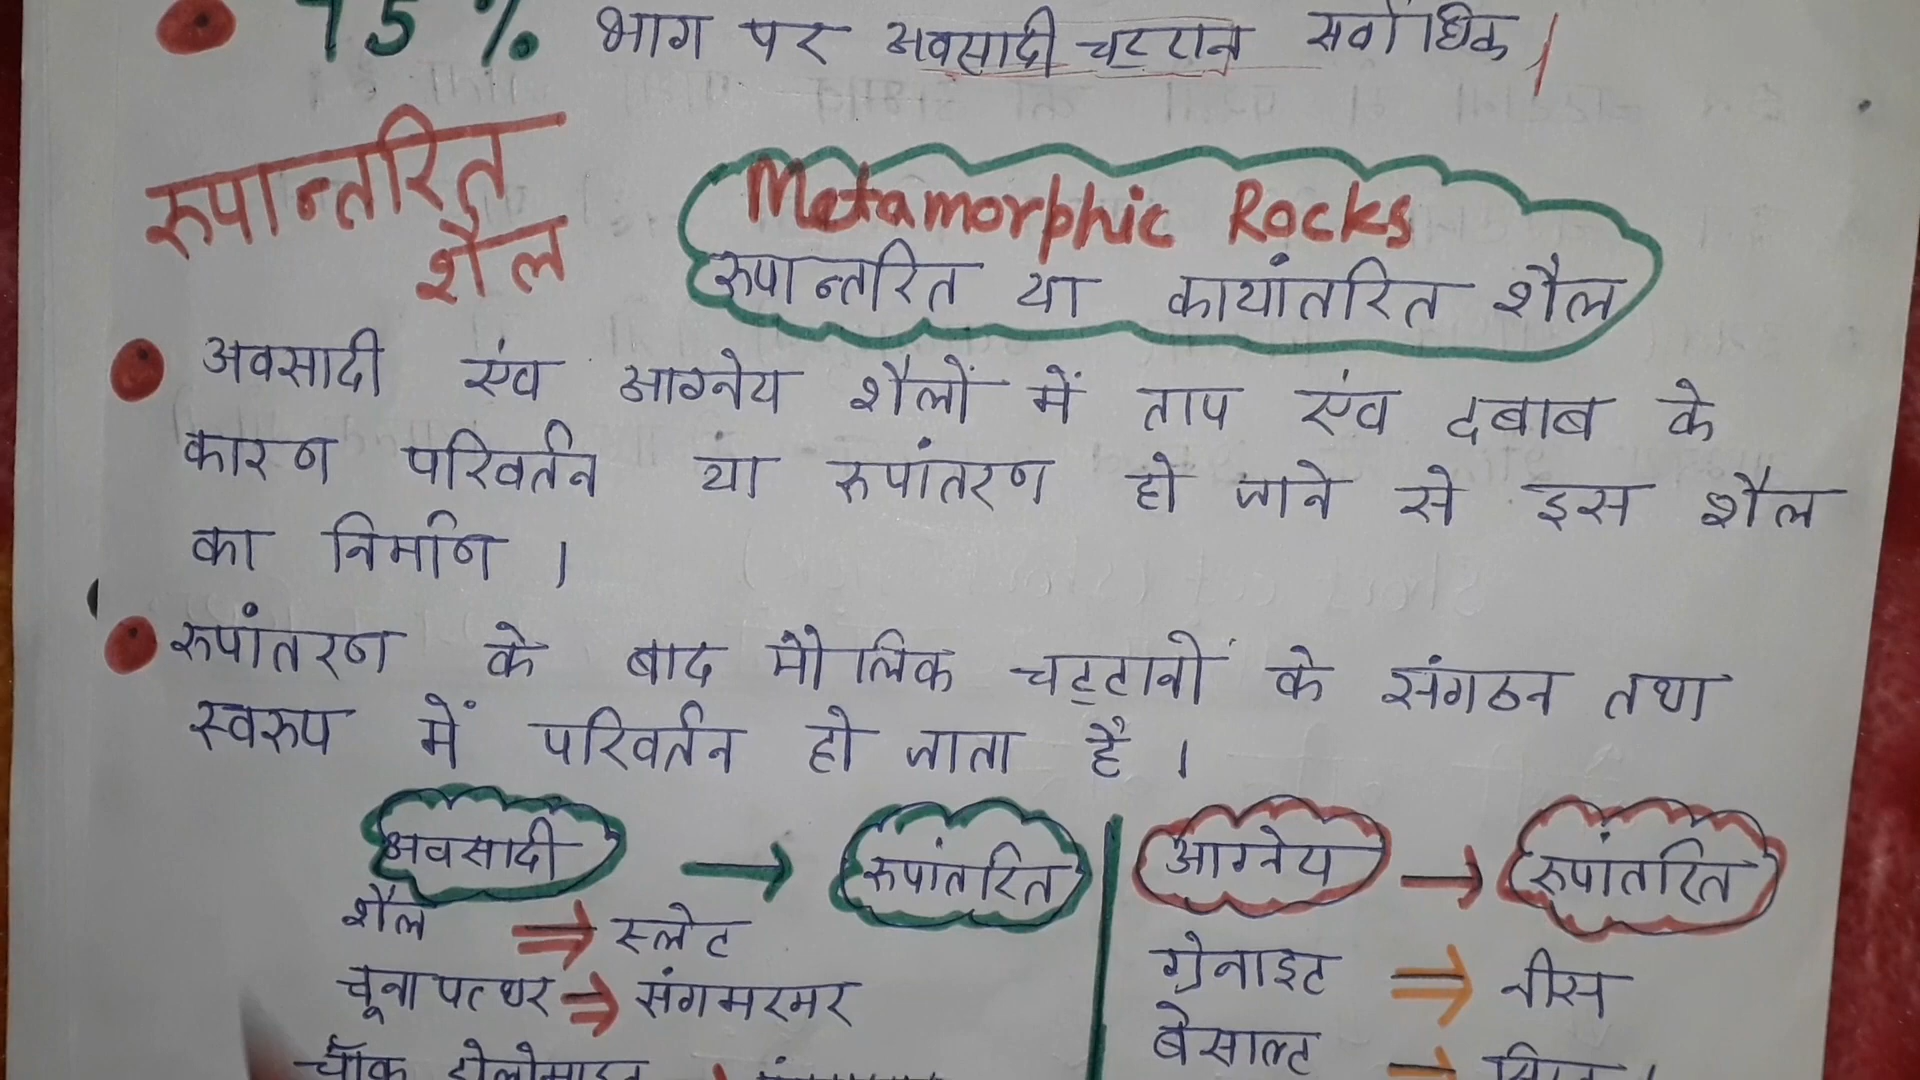 75% भाग पर अवसादी चट्टान सर्वाधिक।
रुपान्तरित
शैल
Metamorphic Rocks
रुपान्तरित या कायांतरित शैल
अवसादी एंव आग्नेय शैलों में ताप एंव दबाब के
कारण परिवर्तन या रुपांतरण हो जाने से इस शैल
का निर्माण।
रुपांतरण के बाद मौलिक चट्टानों के संगठन तथा
स्वरुप में परिवर्तन हो जाता है।
अवसादी → रुपांतरित
शैल ⇒ स्लेट
चूनापत्थर ⇒ संगमरमर
चॉक डोलोमाइट
आग्नेय → रुपांतरित
ग्रेनाइट ⇒ नीस
बेसाल्ट